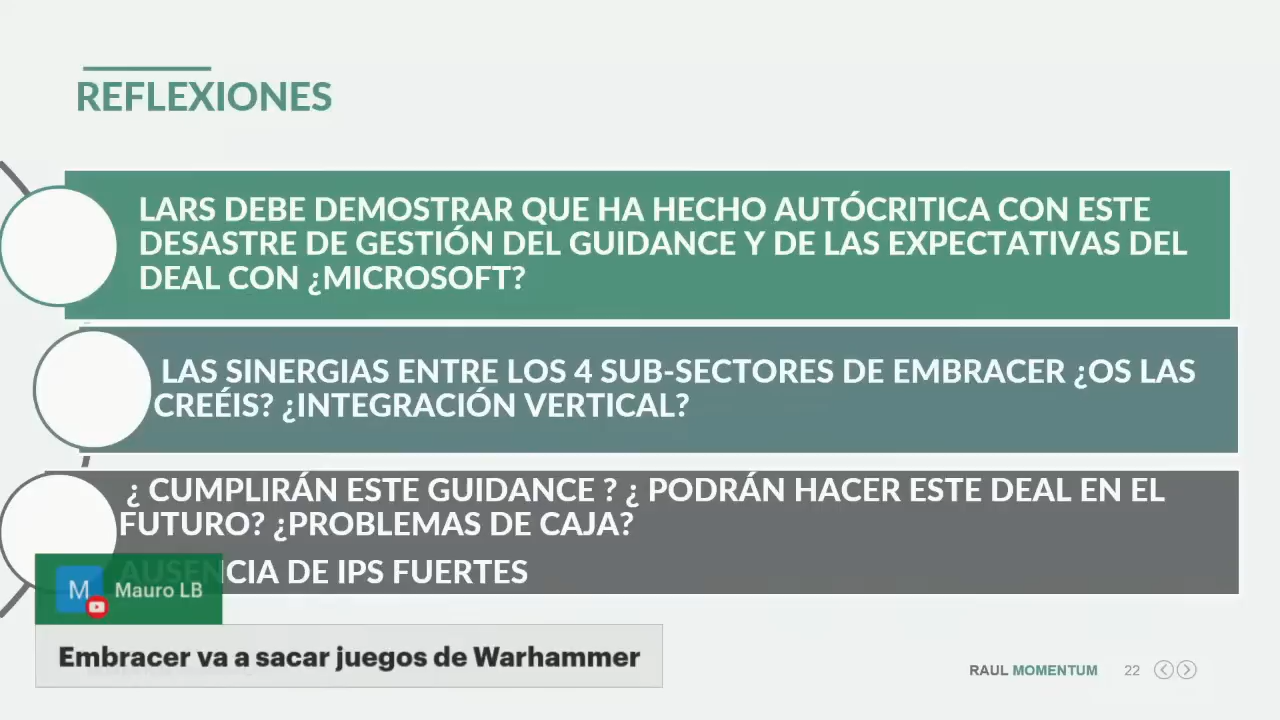 REFLEXIONES
LARS DEBE DEMOSTRAR QUE HA HECHO AUTÓCRITICA CON ESTE
DESASTRE DE GESTIÓN DEL GUIDANCE Y DE LAS EXPECTATIVAS DEL
DEAL CON ¿MICROSOFT?
LAS SINERGIAS ENTRE LOS 4 SUB-SECTORES DE EMBRACER ¿OS LAS
CREÉIS? ¿INTEGRACIÓN VERTICAL?
¿ CUMPLIRÁN ESTE GUIDANCE ? ¿ PODRÁN HACER ESTE DEAL EN EL
FUTURO? ¿PROBLEMAS DE CAJA?
AUSENCIA DE IPS FUERTES
M Mauro LB
Embracer va a sacar juegos de Warhammer
RAUL MOMENTUM 22